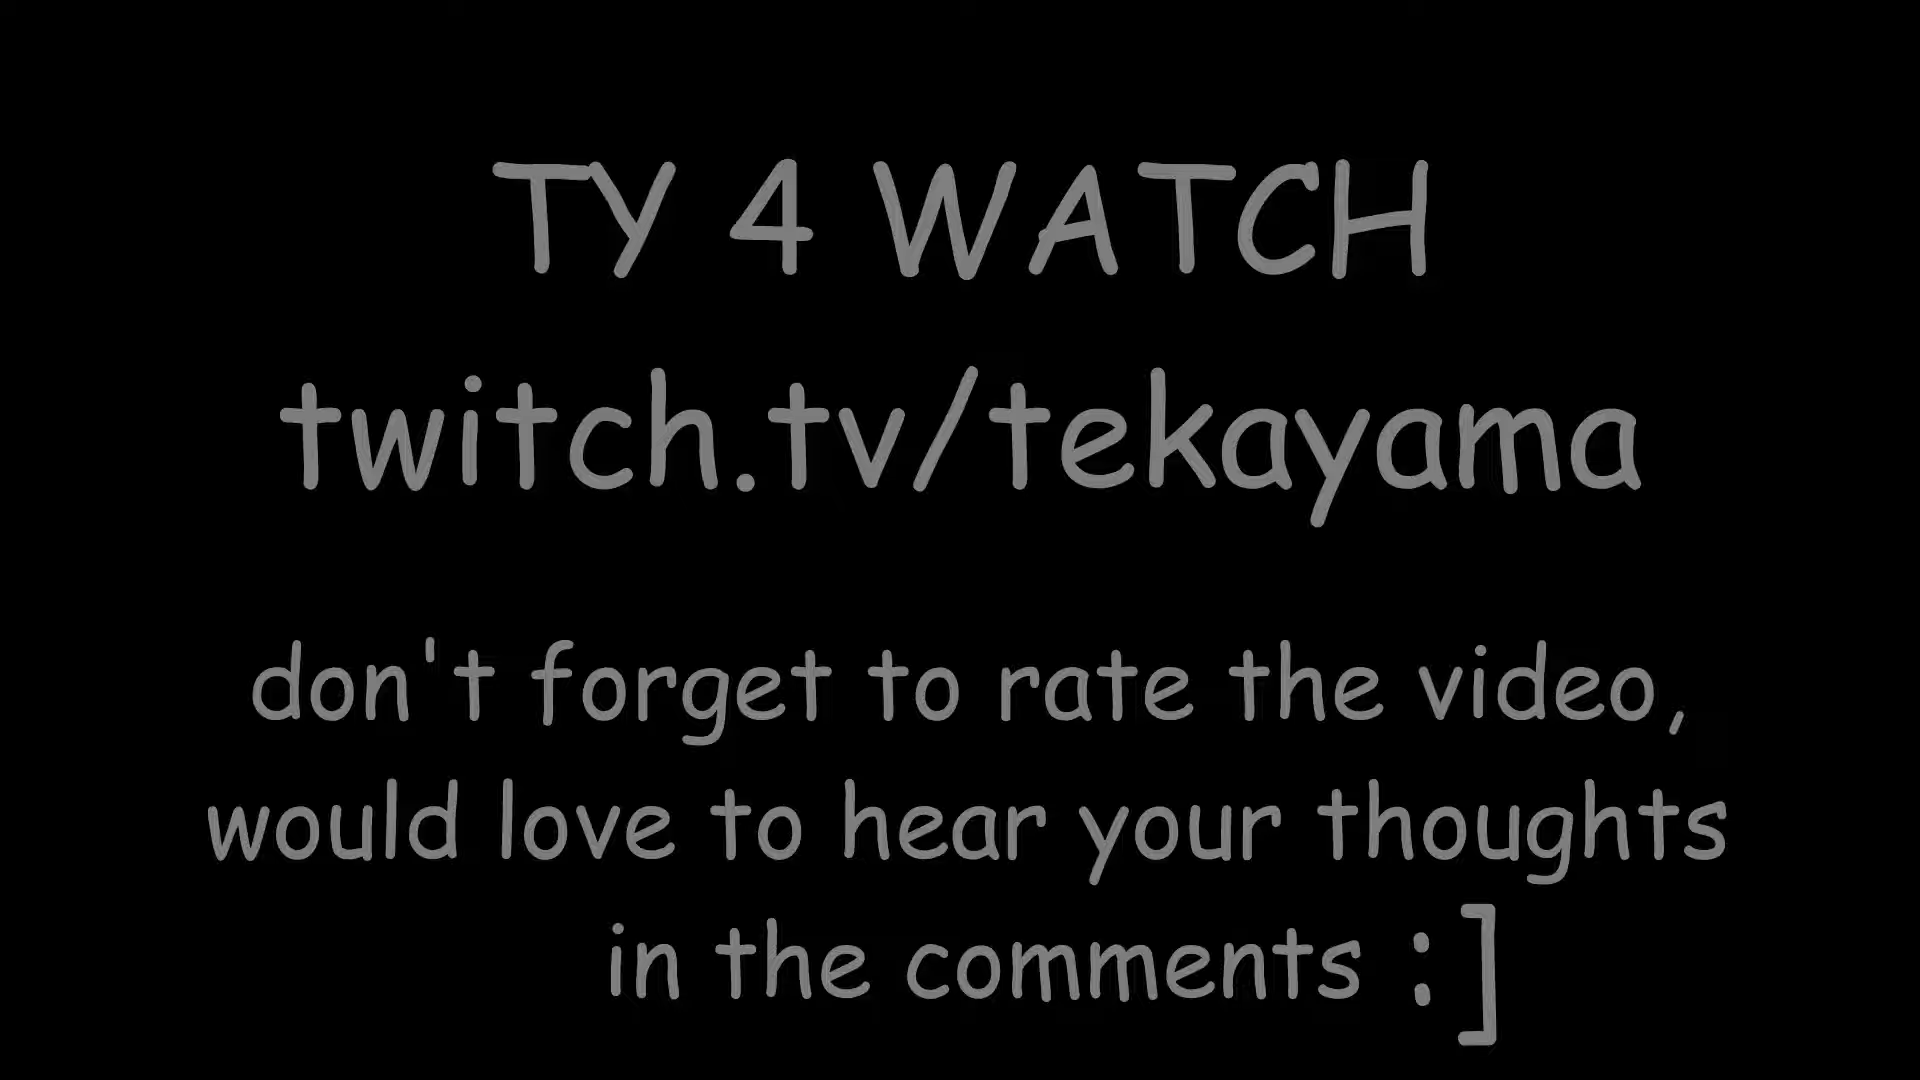 TY 4 WATCH
twitch.tv/tekayama
don't forget to rate the video,
would love to hear your thoughts
in the comments :]